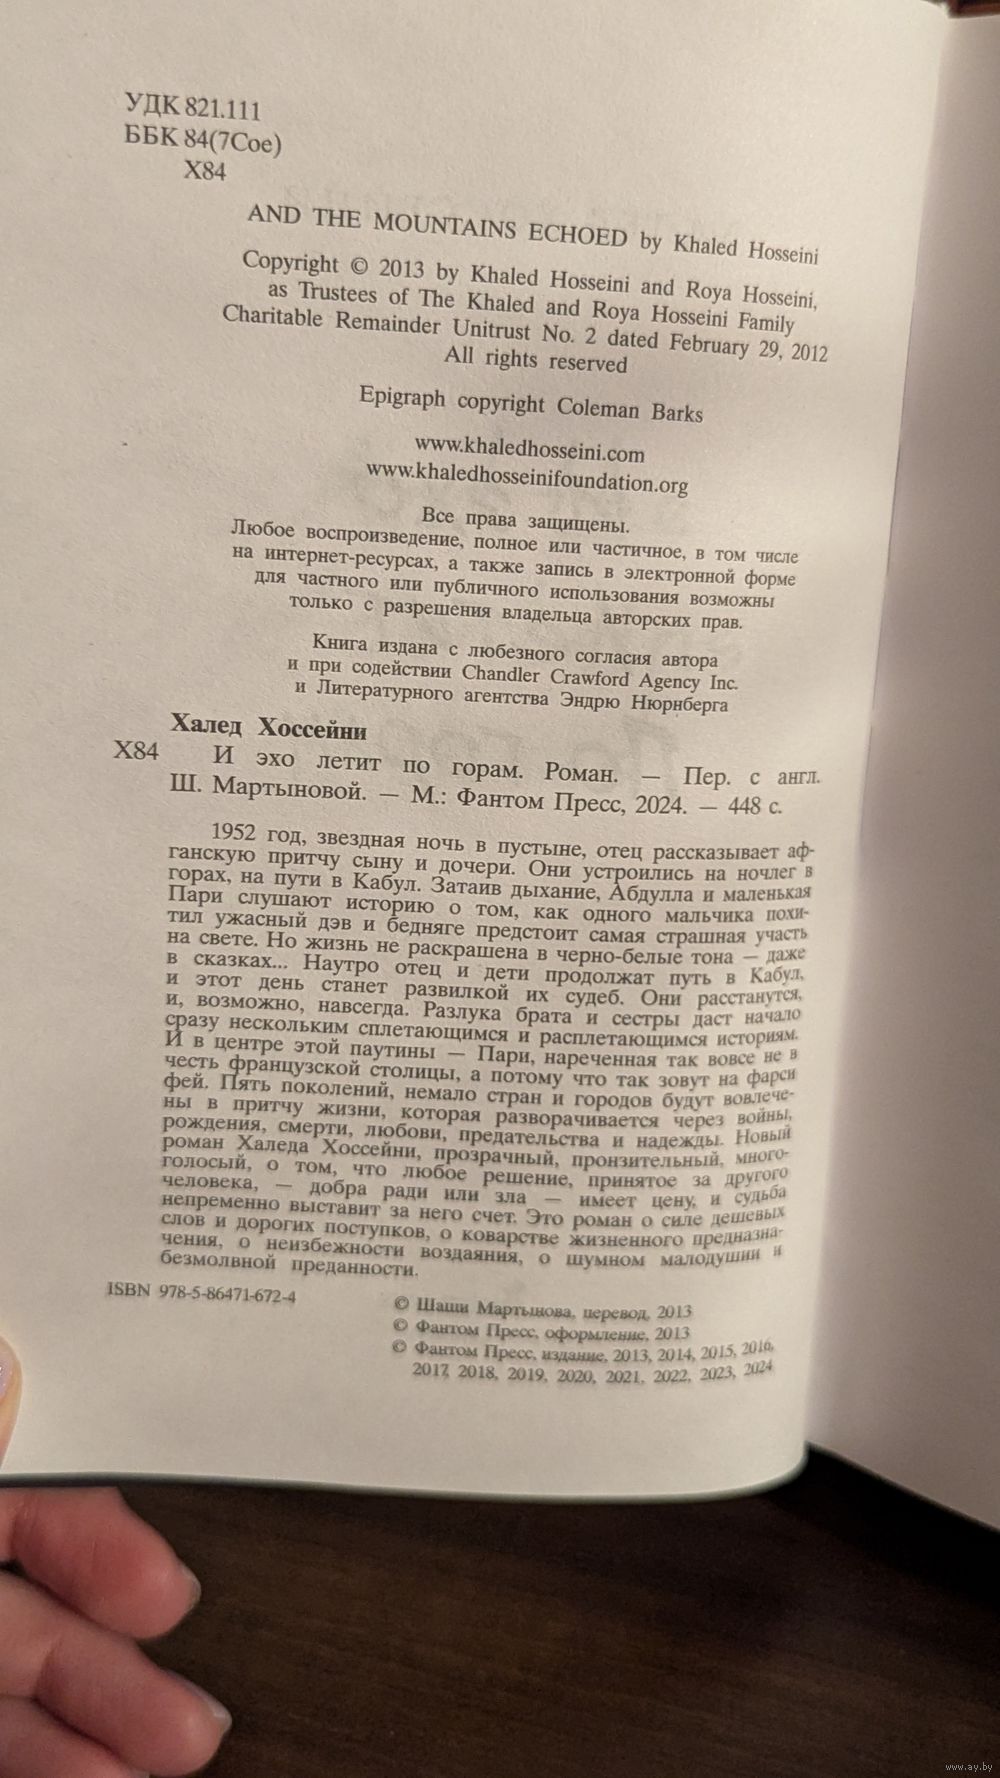 УДК 821.111
ББК 84(7Сое)
Х84
AND THE MOUNTAINS ECHOED by Khaled Hosseini
Copyright © 2013 by Khaled Hosseini and Roya Hosseini,
as Trustees of The Khaled and Roya Hosseini Family
Charitable Remainder Unitrust No. 2 dated February 29, 2012
All rights reserved
Epigraph copyright Coleman Barks
www.khaledhosseini.com
www.khaledhosseinifoundation.org
Все права защищены.
Любое воспроизведение, полное или частичное, в том числе
на интернет-ресурсах, а также запись в электронной форме
для частного или публичного использования возможны
только с разрешения владельца авторских прав.
Книга издана с любезного согласия автора
и при содействии Chandler Crawford Agency Inc.
и Литературного агентства Эндрю Нюрнберга
Халед Хоссейни
Х84 И эхо летит по горам. Роман. — Пер. с англ.
Ш. Мартыновой. — М.: Фантом Пресс, 2024. — 448 с.
1952 год, звездная ночь в пустыне, отец рассказывает аф-
ганскую притчу сыну и дочери. Они устроились на ночлег в
горах, на пути в Кабул. Затаив дыхание, Абдулла и маленькая
Пари слушают историю о том, как одного мальчика похи-
тил ужасный дэв и бедняге предстоит самая страшная участь
на свете. Но жизнь не раскрашена в черно-белые тона — даже
в сказках... Наутро отец и дети продолжат путь в Кабул,
и этот день станет развилкой их судеб. Они расстанутся,
и, возможно, навсегда. Разлука брата и сестры даст начало
сразу нескольким сплетающимся и расплетающимся историям.
И в центре этой паутины — Пари, нареченная так вовсе не в
честь французской столицы, а потому что так зовут на фарси
фей. Пять поколений, немало стран и городов будут вовлече-
ны в притчу жизни, которая разворачивается через войны,
рождения, смерти, любови, предательства и надежды. Новый
роман Халеда Хоссейни, прозрачный, пронзительный, много-
голосый, о том, что любое решение, принятое за другого
человека, — добра ради или зла — имеет цену, и судьба
непременно выставит за него счет. Это роман о силе дешевых
слов и дорогих поступков, о коварстве жизненного предназна-
чения, о неизбежности воздаяния, о шумном малодушии и
безмолвной преданности.
ISBN 978-5-86471-672-4
© Шаши Мартынова, перевод, 2013
© Фантом Пресс, оформление, 2013
© Фантом Пресс, издание, 2013, 2014, 2015, 2016,
2017, 2018, 2019, 2020, 2021, 2022, 2023, 2024
www.ay.by